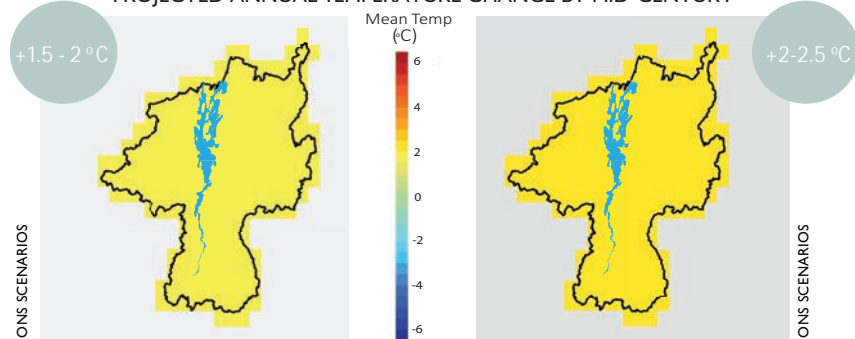 PROJECTED ANNUAL TEMPERATURE CHANGE BY MID-CENTURY
+1.5 - 2 °C
Mean Temp
(°C)
6
4
2
0
-2
-4
-6
+2-2.5 °C
ONS SCENARIOS
ONS SCENARIOS